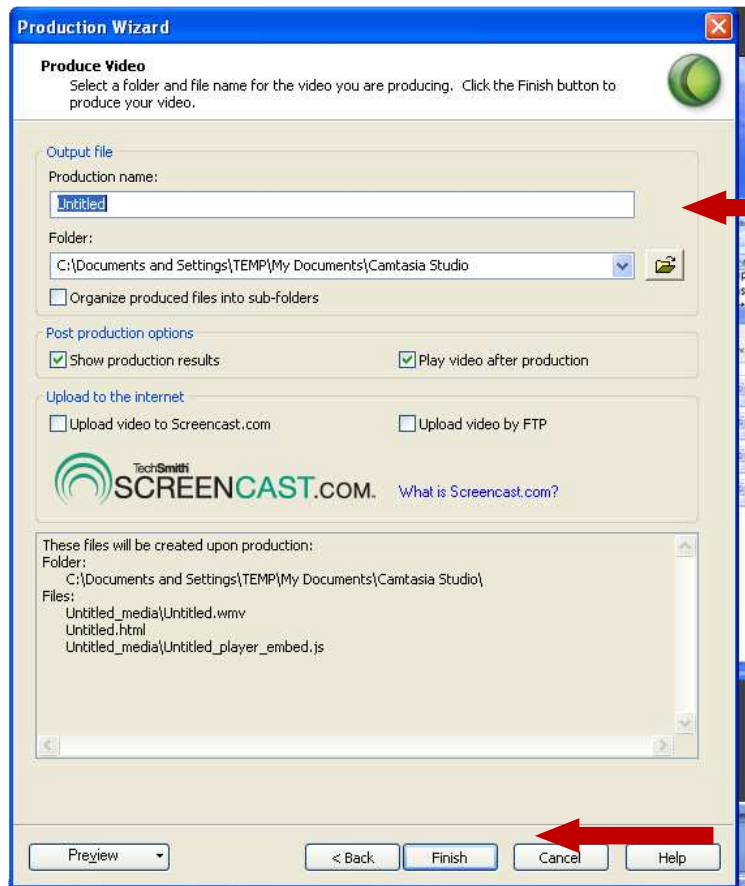 Production Wizard
Produce Video
Select a folder and file name for the video you are producing. Click the Finish button to
produce your video.
Output file
Production name:
Untitled
Folder:
C:\Documents and Settings\TEMP\My Documents\Camtasia Studio
Organize produced files into sub-folders
Post production options
Show production results
Play video after production
Upload to the internet
Upload video to Screencast.com
Upload video by FTP
TechSmith
SCREENCAST.COM.
What is Screencast.com?
These files will be created upon production:
Folder:
C:\Documents and Settings\TEMP\My Documents\Camtasia Studio\
Files:
Untitled_media\Untitled.wmv
Untitled.html
Untitled_media\Untitled_player_embed.js
Preview
< Back
Finish
Cancel
Help